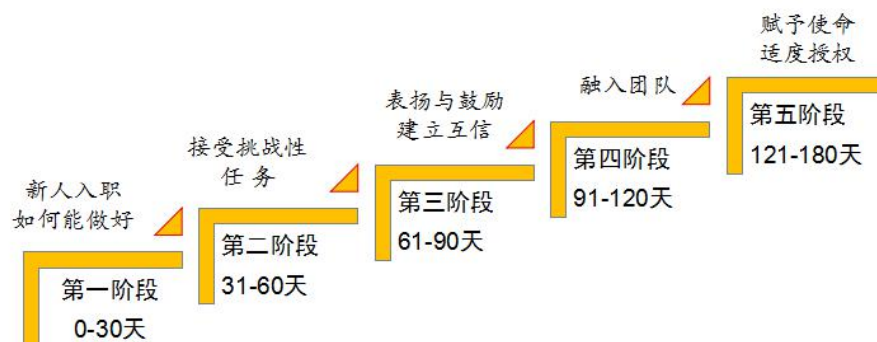 新人入职
如何能做好
第一阶段
0-30天
接受挑战性
任 务
第二阶段
31-60天
表扬与鼓励
建立互信
第三阶段
61-90天
融入团队
第四阶段
91-120天
赋予使命
适度授权
第五阶段
121-180天